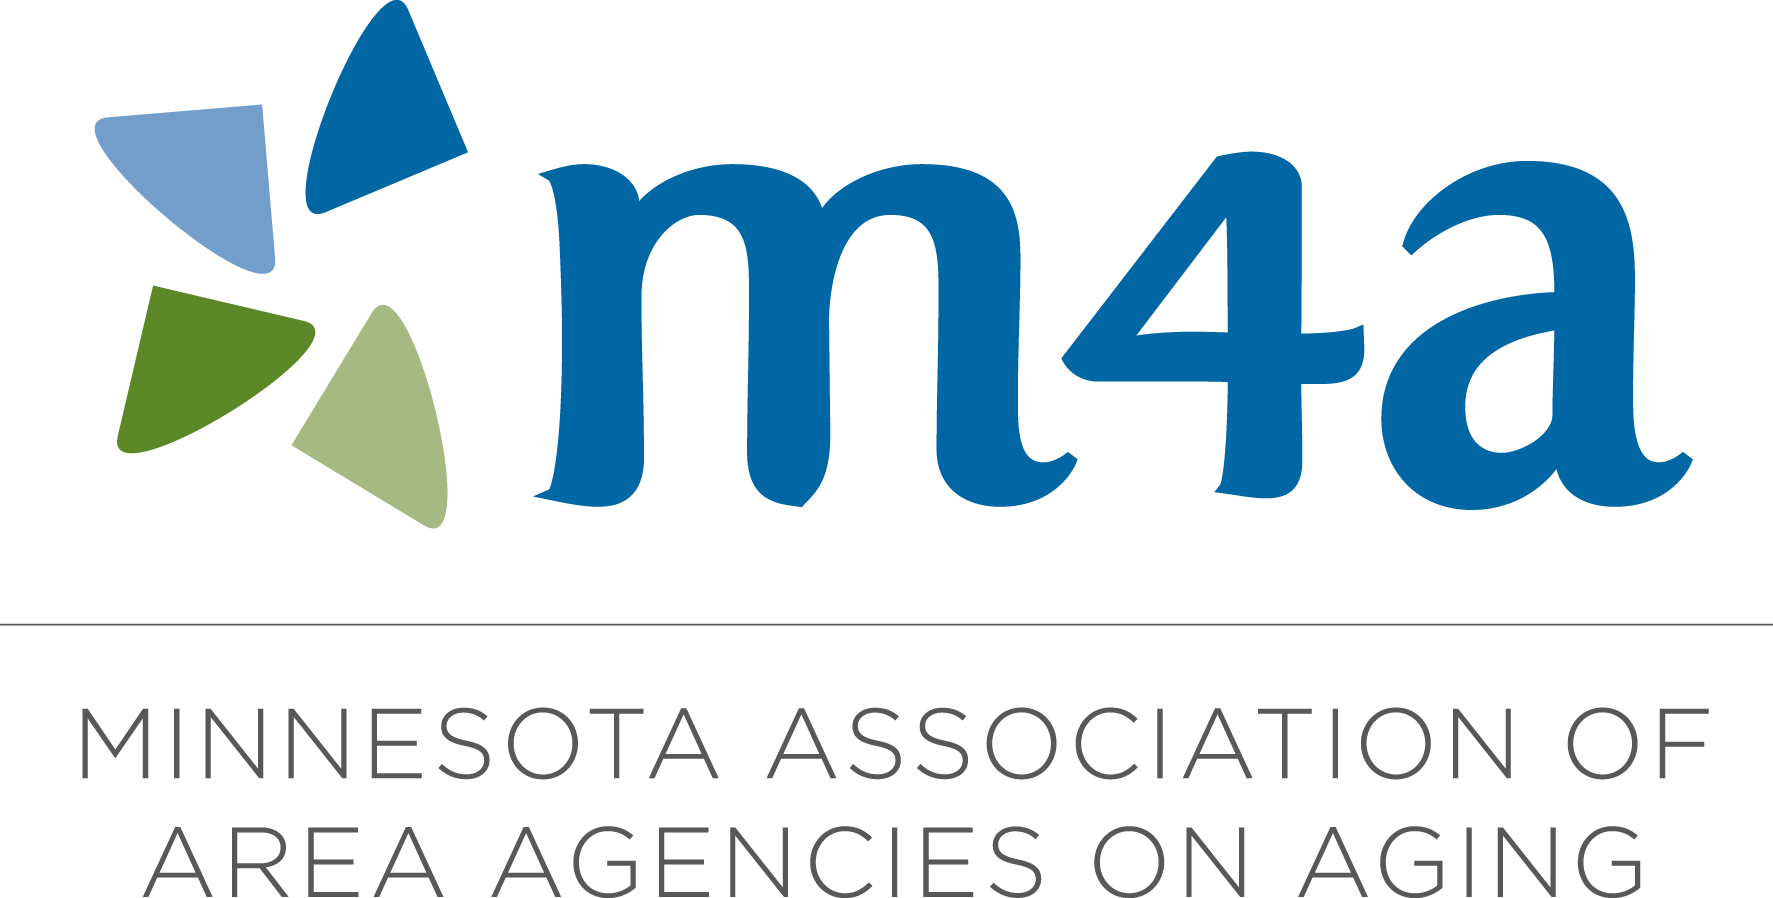 m4a
MINNESOTA ASSOCIATION OF
AREA AGENCIES ON AGING